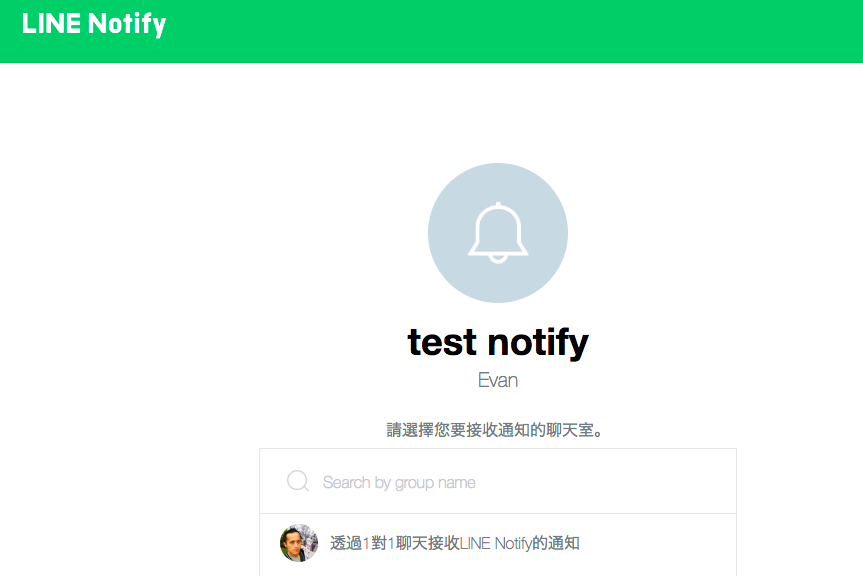 LINE Notify
test notify
Evan
請選擇您要接收通知的聊天室。
Search by group name
透過1對1聊天接收LINE Notify的通知